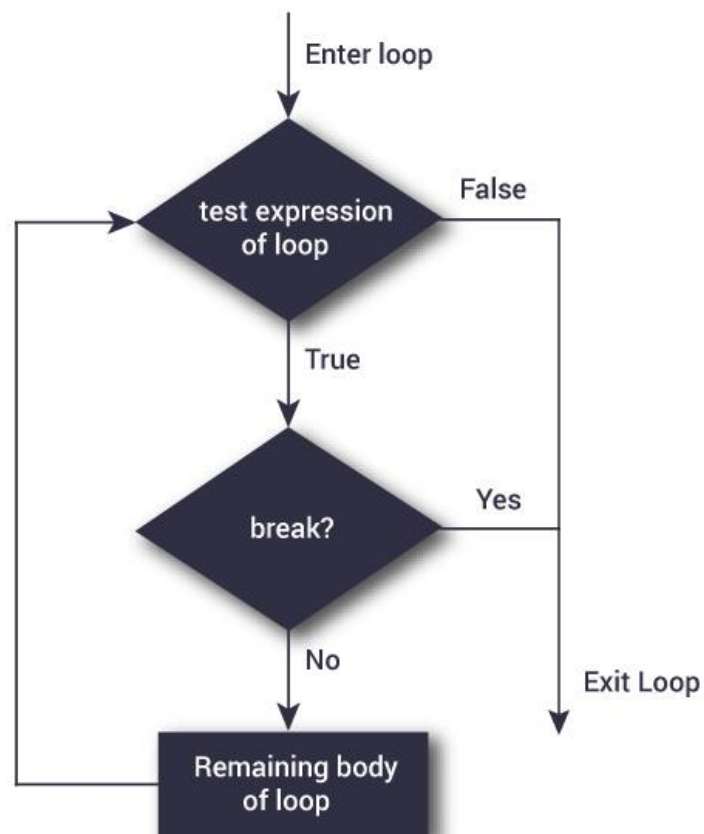 Enter loop
test expression
of loop
False
True
break?
Yes
No
Exit Loop
Remaining body
of loop